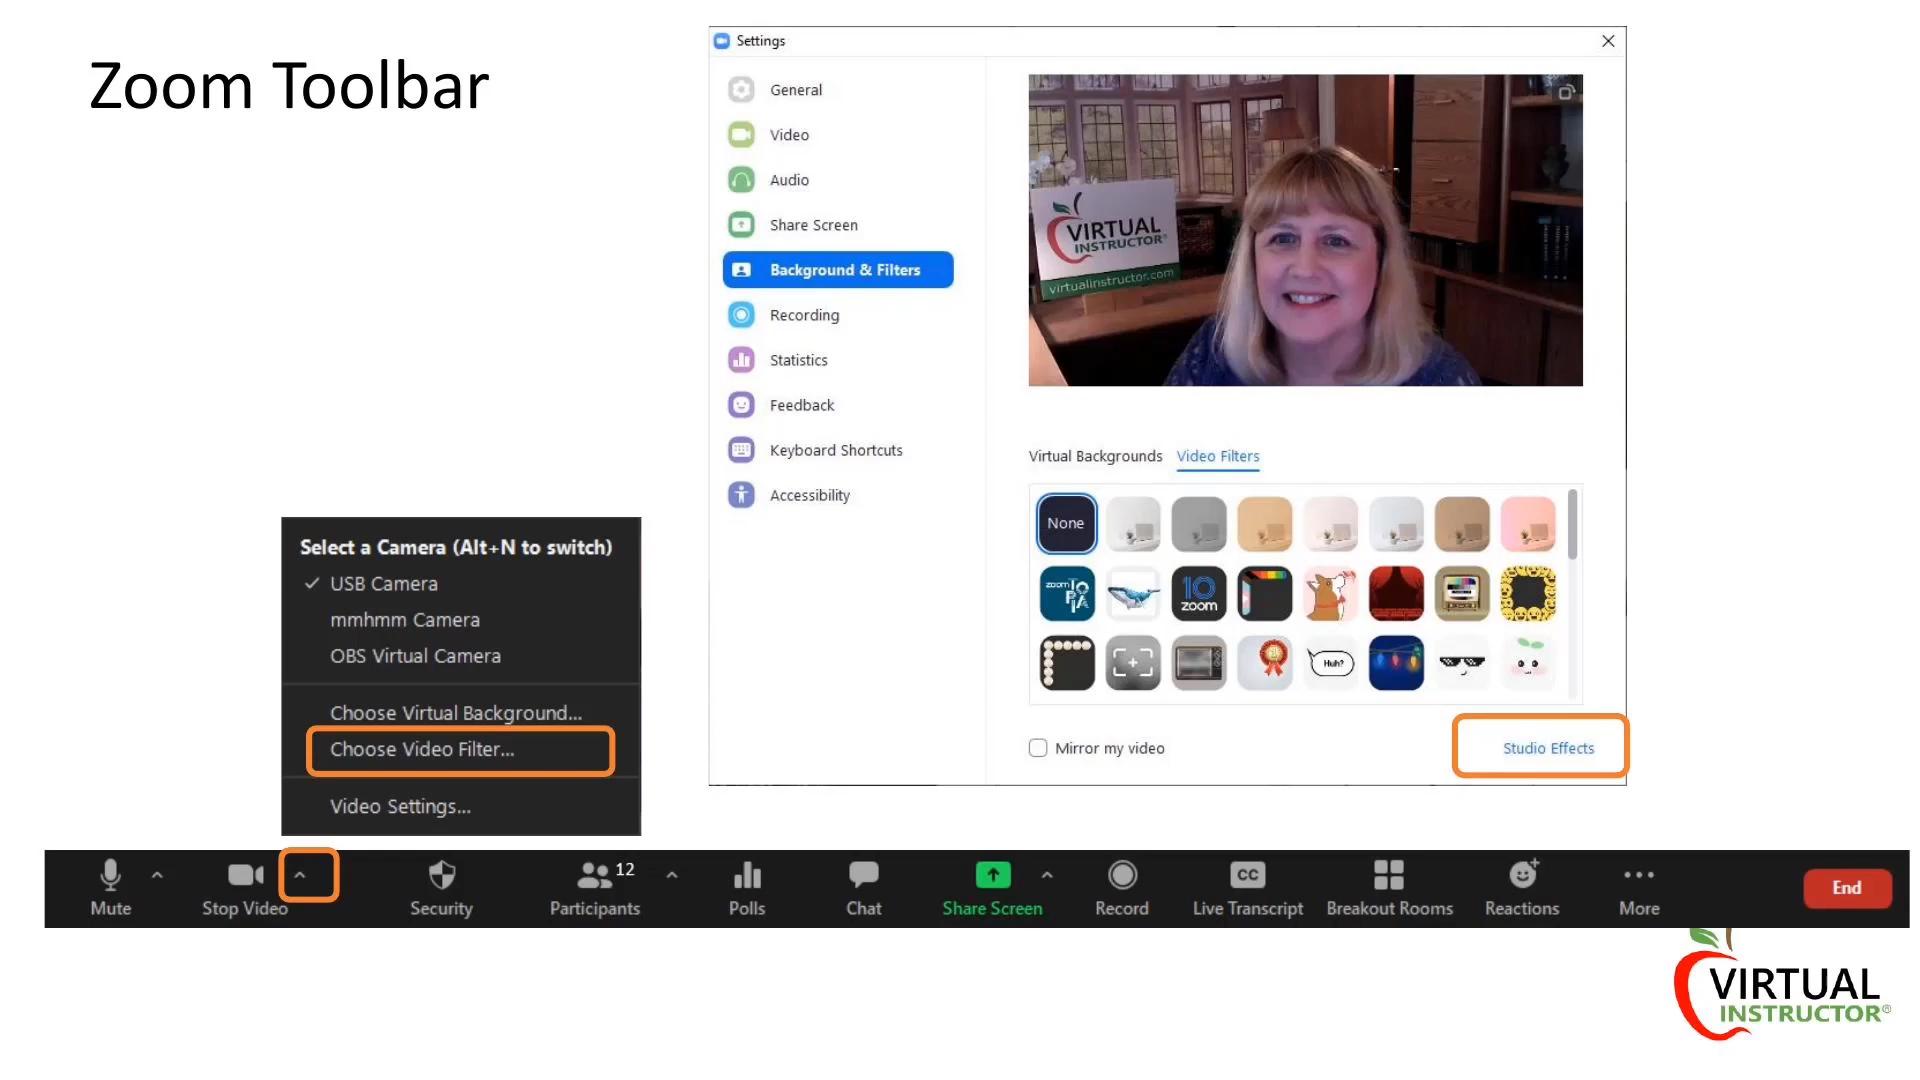 Zoom Toolbar
Settings
General
Video
Audio
Share Screen
Background & Filters
Recording
Statistics
Feedback
Keyboard Shortcuts
Accessibility
VIRTUAL
INSTRUCTOR®
virtualinstructor.com
Virtual Backgrounds Video Filters
None
zoomTOPIA
10
zoom
Huh?
Mirror my video
Studio Effects
Select a Camera (Alt+N to switch)
USB Camera
mmhmm Camera
OBS Virtual Camera
Choose Virtual Background...
Choose Video Filter...
Video Settings...
12
CC
Mute Stop Video Security Participants Polls Chat Share Screen Record Live Transcript Breakout Rooms Reactions More End
VIRTUAL
INSTRUCTOR®